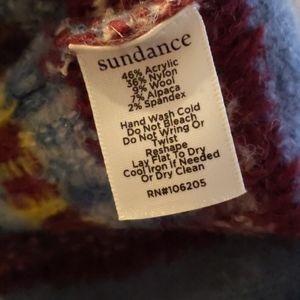 sundance
46% Acrylic
36% Nylon
9% Wool
7% Alpaca
2% Spandex
Hand Wash Cold
Do Not Bleach
Do Not Wring Or
Twist
Reshape
Lay Flat To Dry
Cool Iron if Needed
Or Dry Clean
RN#106205